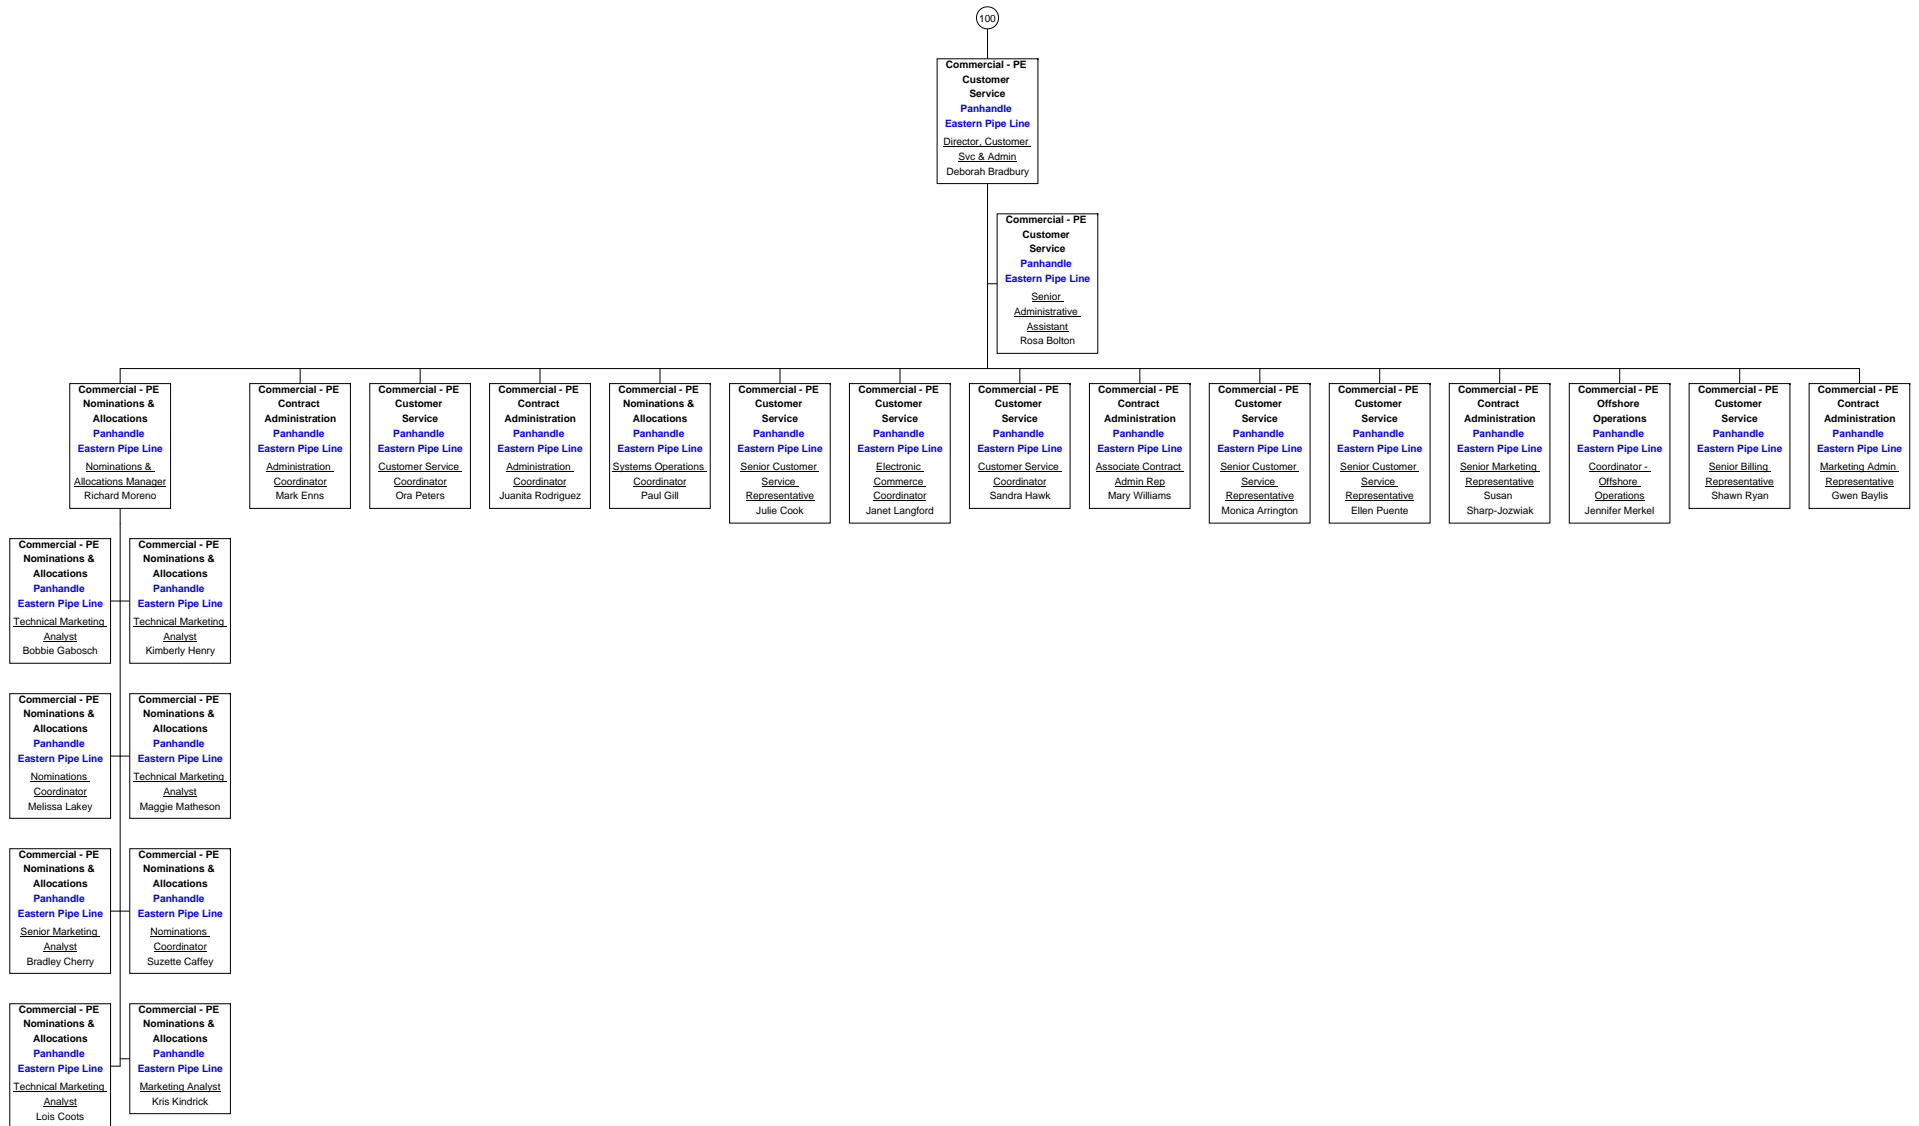 100
Commercial - PE
Customer
Service
Panhandle
Eastern Pipe Line
Director, Customer
Svc & Admin
Deborah Bradbury
Commercial - PE
Customer
Service
Panhandle
Eastern Pipe Line
Senior
Administrative
Assistant
Rosa Bolton
Commercial - PE
Nominations &
Allocations
Panhandle
Eastern Pipe Line
Nominations &
Allocations Manager
Richard Moreno
Commercial - PE
Contract
Administration
Panhandle
Eastern Pipe Line
Administration
Coordinator
Mark Enns
Commercial - PE
Customer
Service
Panhandle
Eastern Pipe Line
Customer Service
Coordinator
Ora Peters
Commercial - PE
Contract
Administration
Panhandle
Eastern Pipe Line
Administration
Coordinator
Juanita Rodriguez
Commercial - PE
Nominations &
Allocations
Panhandle
Eastern Pipe Line
Systems Operations
Coordinator
Paul Gill
Commercial - PE
Customer
Service
Panhandle
Eastern Pipe Line
Senior Customer
Service
Representative
Julie Cook
Commercial - PE
Customer
Service
Panhandle
Eastern Pipe Line
Electronic
Commerce
Coordinator
Janet Langford
Commercial - PE
Customer
Service
Panhandle
Eastern Pipe Line
Customer Service
Coordinator
Sandra Hawk
Commercial - PE
Contract
Administration
Panhandle
Eastern Pipe Line
Associate Contract
Admin Rep
Mary Williams
Commercial - PE
Customer
Service
Panhandle
Eastern Pipe Line
Senior Customer
Service
Representative
Monica Arrington
Commercial - PE
Customer
Service
Panhandle
Eastern Pipe Line
Senior Customer
Service
Representative
Ellen Puente
Commercial - PE
Contract
Administration
Panhandle
Eastern Pipe Line
Senior Marketing
Representative
Susan
Sharp-Jozwiak
Commercial - PE
Offshore
Operations
Panhandle
Eastern Pipe Line
Coordinator -
Offshore
Operations
Jennifer Merkel
Commercial - PE
Customer
Service
Panhandle
Eastern Pipe Line
Senior Billing
Representative
Shawn Ryan
Commercial - PE
Contract
Administration
Panhandle
Eastern Pipe Line
Marketing Admin
Representative
Gwen Baylis
Commercial - PE
Nominations &
Allocations
Panhandle
Eastern Pipe Line
Technical Marketing
Analyst
Bobbie Gabosch
Commercial - PE
Nominations &
Allocations
Panhandle
Eastern Pipe Line
Technical Marketing
Analyst
Kimberly Henry
Commercial - PE
Nominations &
Allocations
Panhandle
Eastern Pipe Line
Nominations
Coordinator
Melissa Lakey
Commercial - PE
Nominations &
Allocations
Panhandle
Eastern Pipe Line
Technical Marketing
Analyst
Maggie Matheson
Commercial - PE
Nominations &
Allocations
Panhandle
Eastern Pipe Line
Senior Marketing
Analyst
Bradley Cherry
Commercial - PE
Nominations &
Allocations
Panhandle
Eastern Pipe Line
Nominations
Coordinator
Suzette Caffey
Commercial - PE
Nominations &
Allocations
Panhandle
Eastern Pipe Line
Technical Marketing
Analyst
Lois Coots
Commercial - PE
Nominations &
Allocations
Panhandle
Eastern Pipe Line
Marketing Analyst
Kris Kindrick